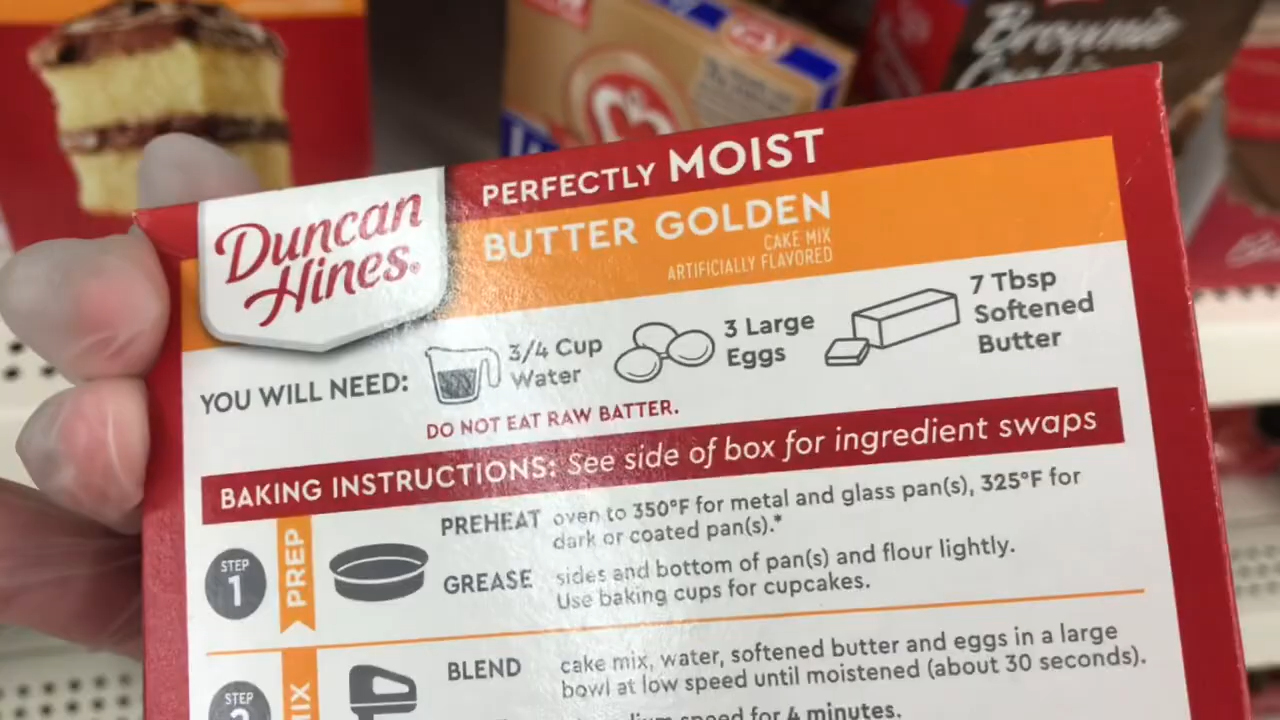 Brownie
Duncan
Hines.
PERFECTLY MOIST
BUTTER GOLDEN
CAKE MIX
ARTIFICIALLY FLAVORED
YOU WILL NEED:
3/4 Cup
Water
3 Large
Eggs
7 Tbsp
Softened
Butter
DO NOT EAT RAW BATTER.
BAKING INSTRUCTIONS: See side of box for ingredient swaps
STEP
1
PREP
PREHEAT oven to 350°F for metal and glass pan(s), 325°F for
dark or coated pan(s).*
GREASE sides and bottom of pan(s) and flour lightly.
Use baking cups for cupcakes.
STEP
BLEND cake mix, water, softened butter and eggs in a large
bowl at low speed until moistened (about 30 seconds).
speed for 4 minutes.